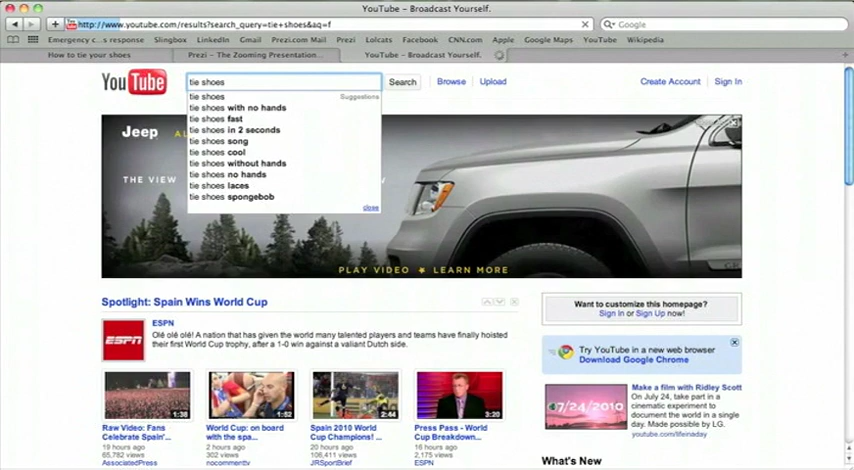 YouTube - Broadcast Yourself.
http://www.youtube.com/results?search_query=tie+shoes&aq=f
Google
Emergency c...s response Slingbox LinkedIn Gmail Prezi.com Mail Prezi Lolcats Facebook CNN.com Apple Google Maps YouTube Wikipedia
How to tie your shoes Prezi - The Zooming Presentation... YouTube - Broadcast Yourself.
YouTube tie shoes Search Browse Upload Create Account Sign In
tie shoes Suggestions
tie shoes with no hands
tie shoes fast
tie shoes in 2 seconds
tie shoes song
tie shoes cool
tie shoes without hands
tie shoes no hands
tie shoes laces
tie shoes spongebob
close
Jeep
THE VIEW
PLAY VIDEO LEARN MORE
Spotlight: Spain Wins World Cup
ESPN
ESPN
Olé olé olé! A nation that has given the world many talented players and teams have finally hoisted
their first World Cup trophy, after a 1-0 win against a valiant Dutch side.
1:38 1:52 2:44 3:20
Raw Video: Fans
Celebrate Spain'...
19 hours ago
65,782 views
AssociatedPress
World Cup: on board
with the spa...
2 hours ago
302 views
nocommenttv
Spain 2010 World
Cup Champions! ...
20 hours ago
106,411 views
JRSportBrief
Press Pass - World
Cup Breakdown...
16 hours ago
2,175 views
ESPN
Want to customize this homepage?
Sign In or Sign Up now!
Try YouTube in a new web browser
Download Google Chrome
7/24/2010
Make a film with Ridley Scott
On July 24, take part in a
cinematic experiment to
document the world in a single
day. Made possible by LG.
youtube.com/lifeinaday
What's New